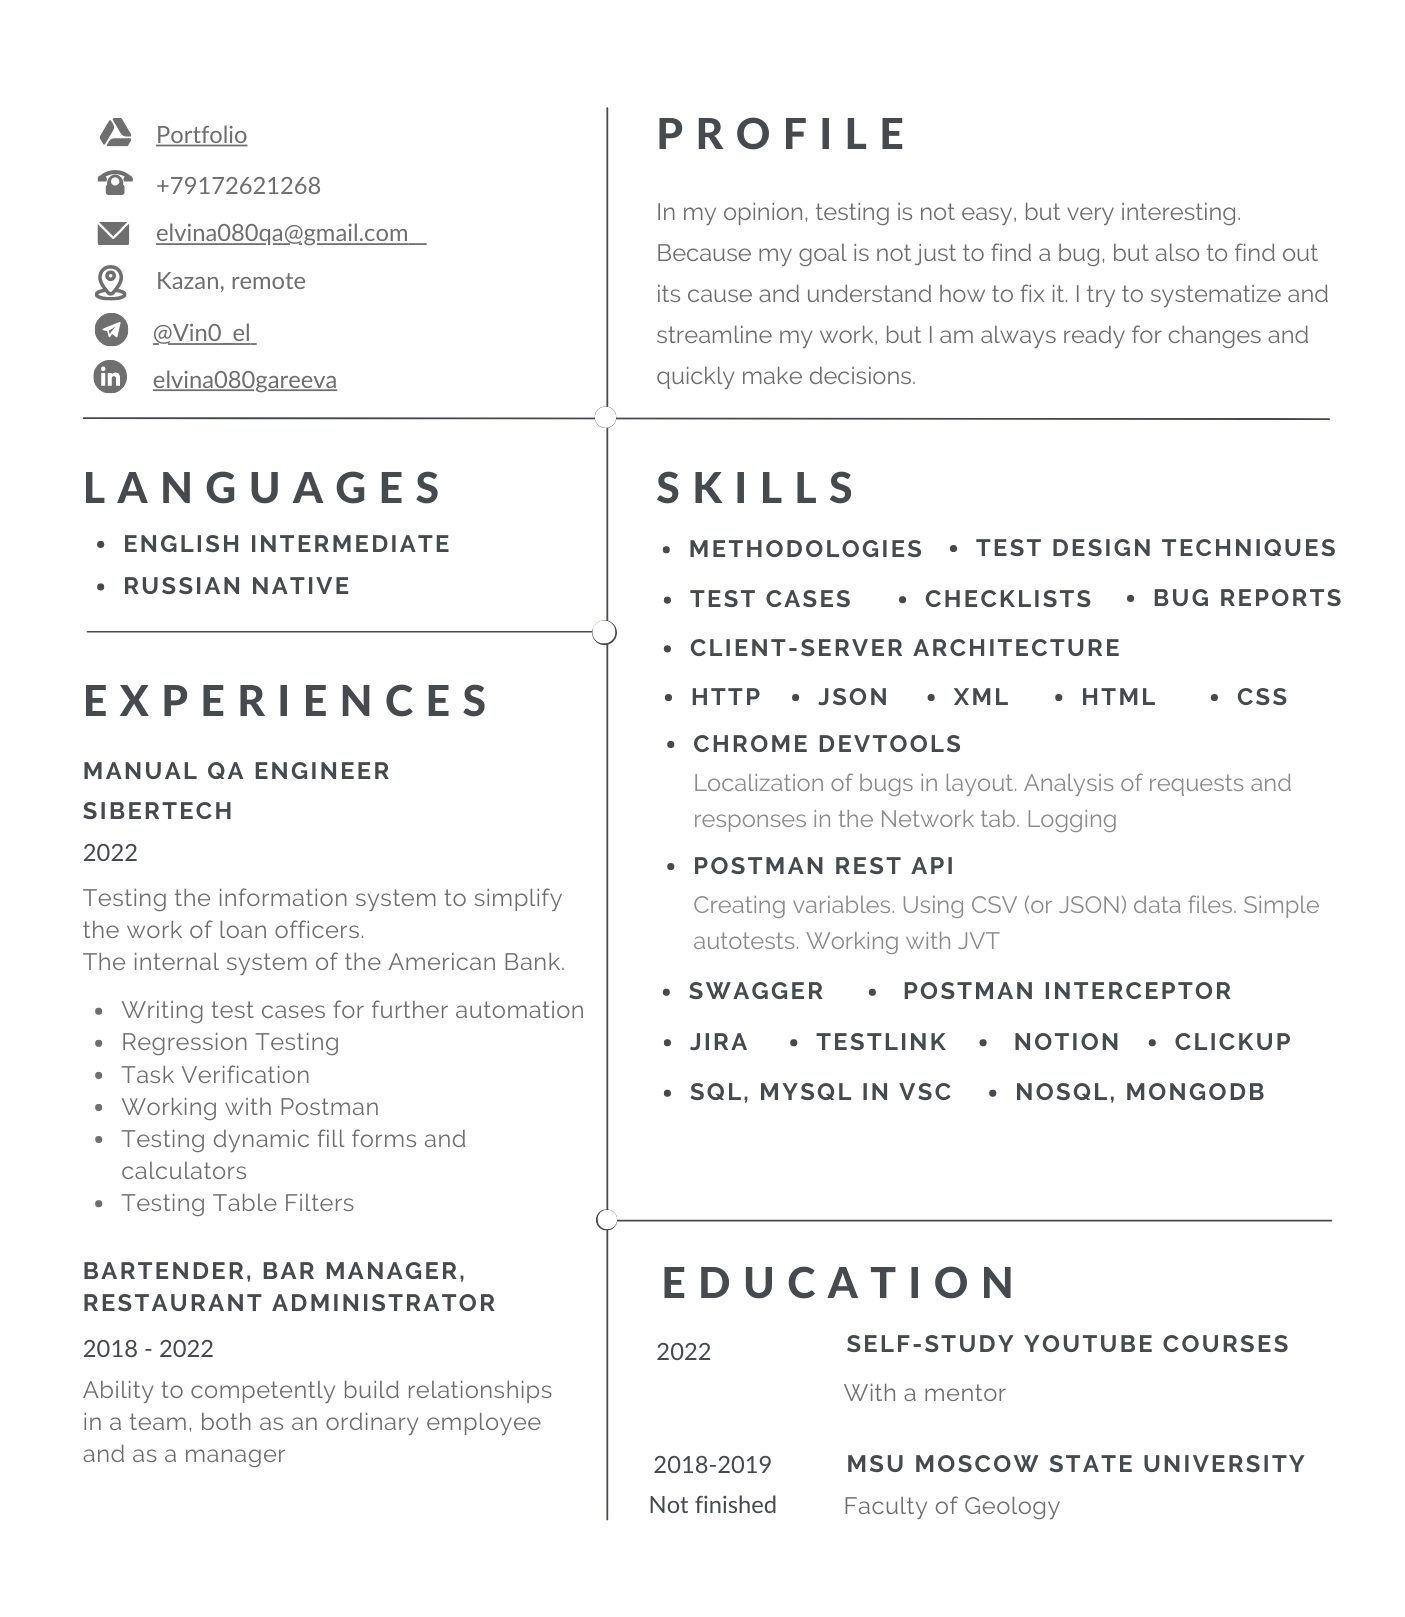 Portfolio
+79172621268
elvina080qa@gmail.com
Kazan, remote
@Vin0_el
elvina080gareeva
PROFILE
In my opinion, testing is not easy, but very interesting.
Because my goal is not just to find a bug, but also to find out
its cause and understand how to fix it. I try to systematize and
streamline my work, but I am always ready for changes and
quickly make decisions.
LANGUAGES
• ENGLISH INTERMEDIATE
• RUSSIAN NATIVE
EXPERIENCES
MANUAL QA ENGINEER
SIBERTECH
2022
Testing the information system to simplify
the work of loan officers.
The internal system of the American Bank.
• Writing test cases for further automation
• Regression Testing
• Task Verification
• Working with Postman
• Testing dynamic fill forms and
calculators
• Testing Table Filters
BARTENDER, BAR MANAGER,
RESTAURANT ADMINISTRATOR
2018 - 2022
Ability to competently build relationships
in a team, both as an ordinary employee
and as a manager
SKILLS
• METHODOLOGIES • TEST DESIGN TECHNIQUES
• TEST CASES • CHECKLISTS • BUG REPORTS
• CLIENT-SERVER ARCHITECTURE
• HTTP • JSON • XML • HTML • CSS
• CHROME DEVTOOLS
Localization of bugs in layout. Analysis of requests and
responses in the Network tab. Logging
• POSTMAN REST API
Creating variables. Using CSV (or JSON) data files. Simple
autotests. Working with JVT
• SWAGGER • POSTMAN INTERCEPTOR
• JIRA • TESTLINK • NOTION • CLICKUP
• SQL, MYSQL IN VSC • NOSQL, MONGODB
EDUCATION
2022 SELF-STUDY YOUTUBE COURSES
With a mentor
2018-2019 MSU MOSCOW STATE UNIVERSITY
Not finished Faculty of Geology